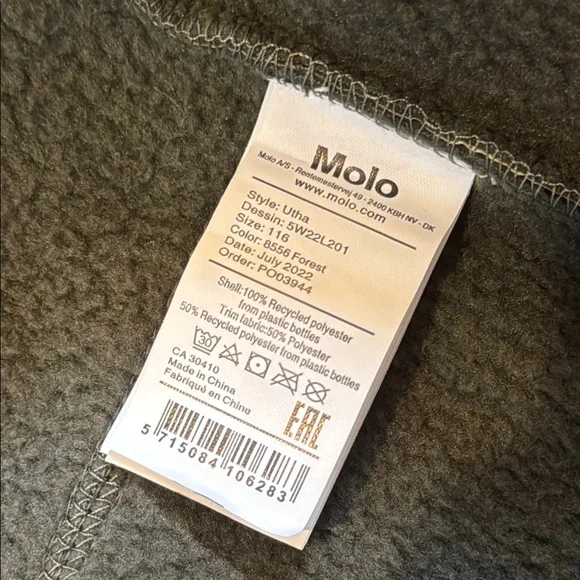 Molo
Molo A/S - Rentemestervej 49 - 2400 KBH NV - DK
www.molo.com
Style: Utha
Dessin: 5W22L201
Size: 116
Color: 8556 Forest
Date: July 2022
Order: PO03944
Shell:100% Recycled polyester
from plastic bottles
Trim fabric:50% Polyester
50% Recycled polyester from plastic bottles
30
CA 30410
Made in China
Fabriqué en Chine
EAC
5 715084 106283